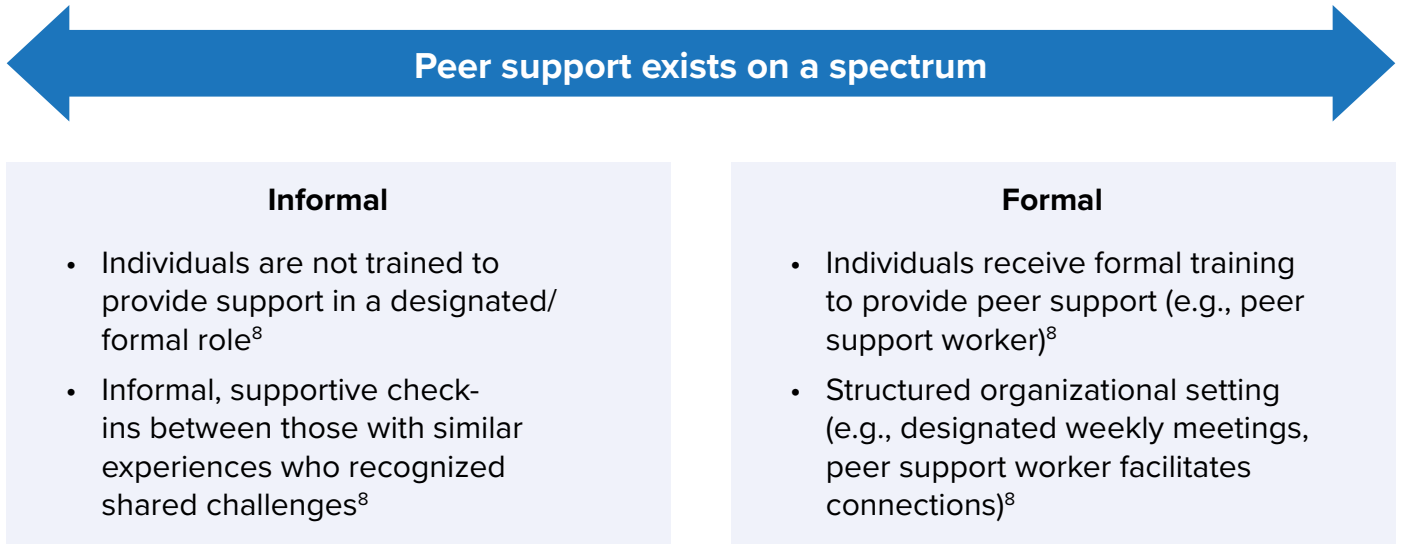 Peer support exists on a spectrum
Informal
• Individuals are not trained to
provide support in a designated/
formal role⁸
• Informal, supportive check-
ins between those with similar
experiences who recognized
shared challenges⁸
Formal
• Individuals receive formal training
to provide peer support (e.g., peer
support worker)⁸
• Structured organizational setting
(e.g., designated weekly meetings,
peer support worker facilitates
connections)⁸